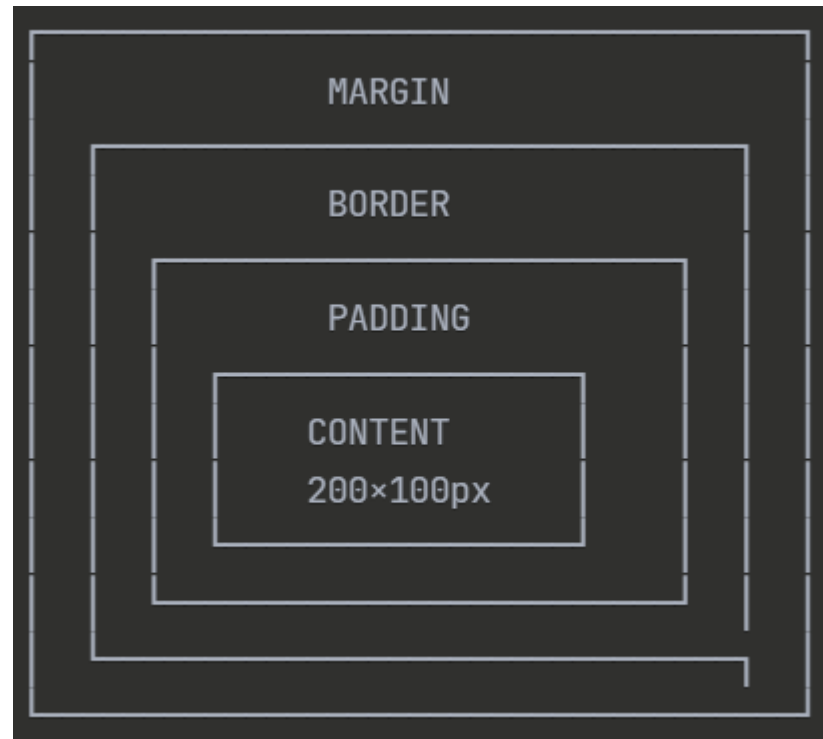 MARGIN
BORDER
PADDING
CONTENT
200×100px